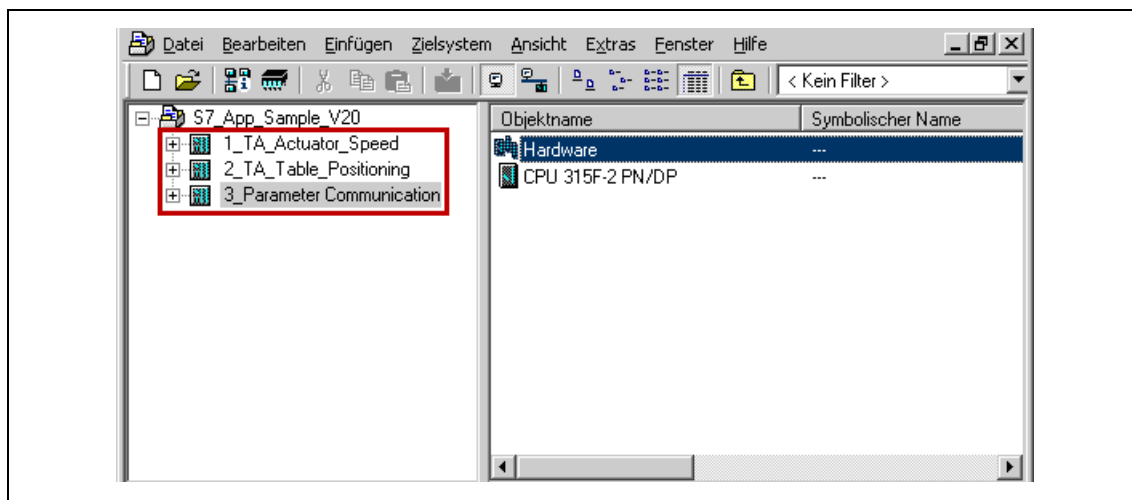 Datei Bearbeiten Einfügen Zielsystem Ansicht Extras Fenster Hilfe
< Kein Filter >
S7_App_Sample_V20
1_TA_Actuator_Speed
2_TA_Table_Positioning
3_Parameter Communication
Objektname Symbolischer Name
Hardware ---
CPU 315F-2 PN/DP ---